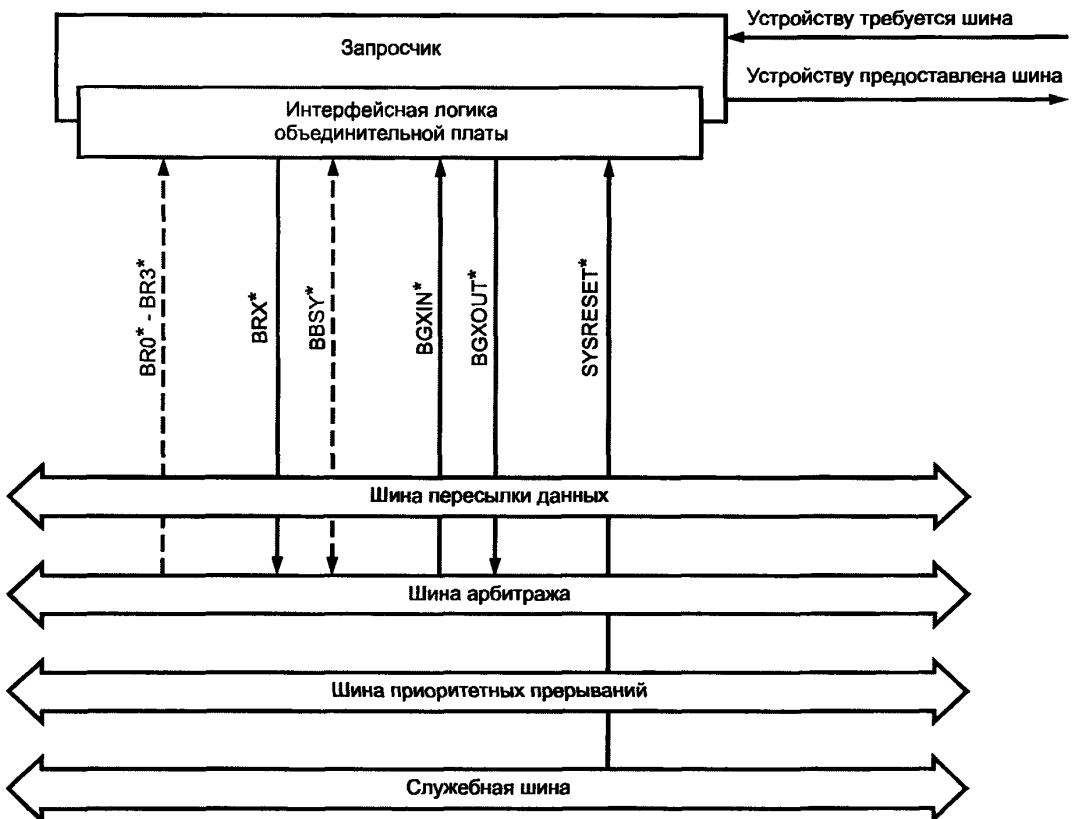 Устройству требуется шина
Запросчик
Устройству предоставлена шина
Интерфейсная логика
объединительной платы
BR0* - BR3*
BRX*
BBSY*
BGXIN*
BGXOUT*
SYSRESET*
Шина пересылки данных
Шина арбитража
Шина приоритетных прерываний
Служебная шина